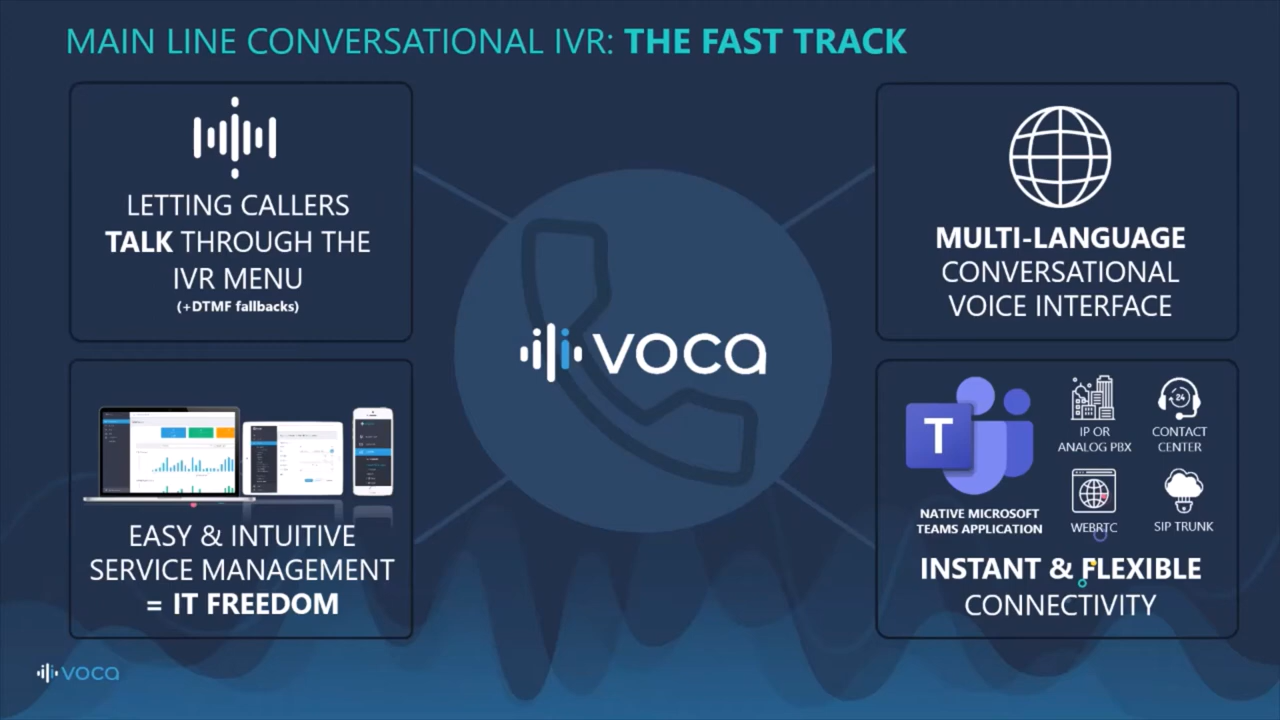 MAIN LINE CONVERSATIONAL IVR: THE FAST TRACK
LETTING CALLERS
TALK THROUGH THE
IVR MENU
(+DTMF fallbacks)
MULTI-LANGUAGE
CONVERSATIONAL
VOICE INTERFACE
voca
EASY & INTUITIVE
SERVICE MANAGEMENT
= IT FREEDOM
T
IP OR
ANALOG PBX
24
CONTACT
CENTER
NATIVE MICROSOFT
TEAMS APPLICATION
WEBRTC
SIP TRUNK
INSTANT & FLEXIBLE
CONNECTIVITY
voca